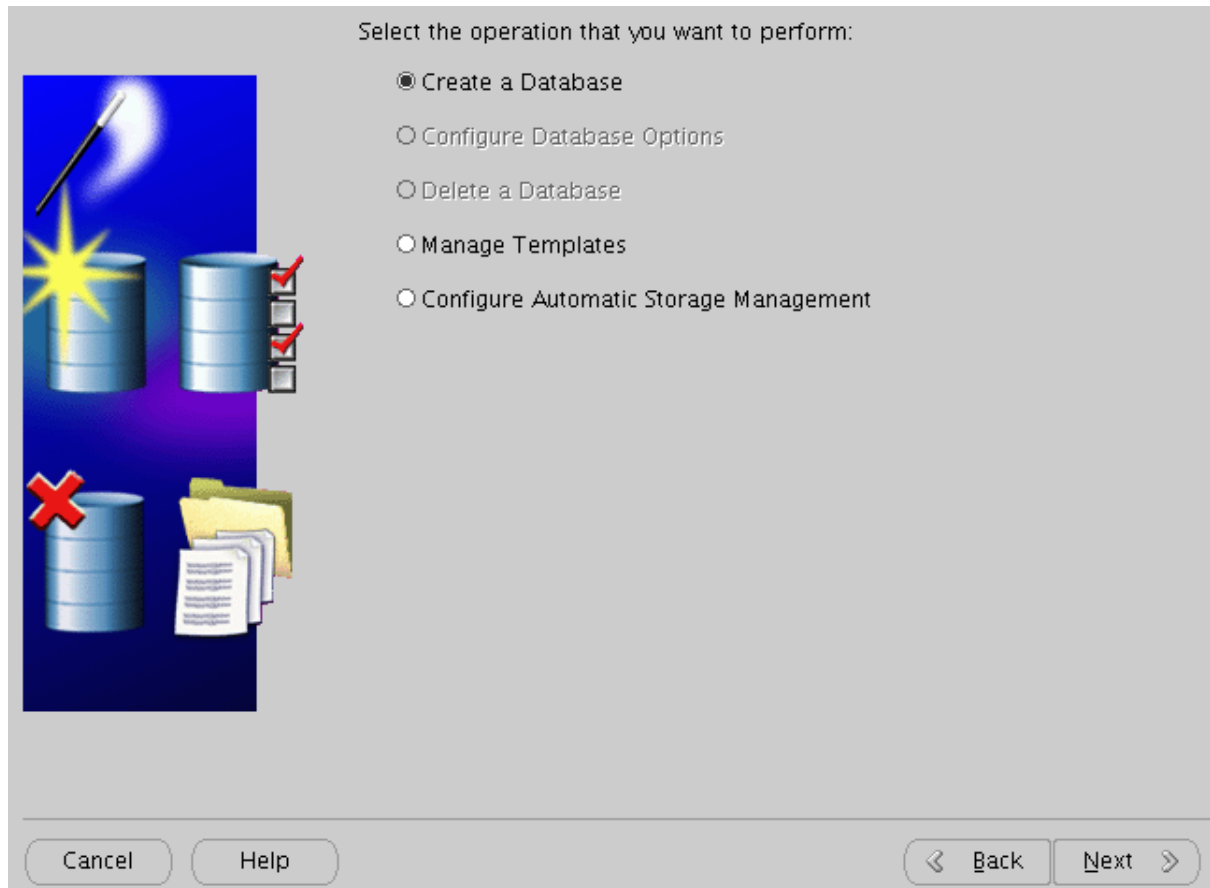 Select the operation that you want to perform:
Create a Database
Configure Database Options
Delete a Database
Manage Templates
Configure Automatic Storage Management
Cancel
Help
Back
Next